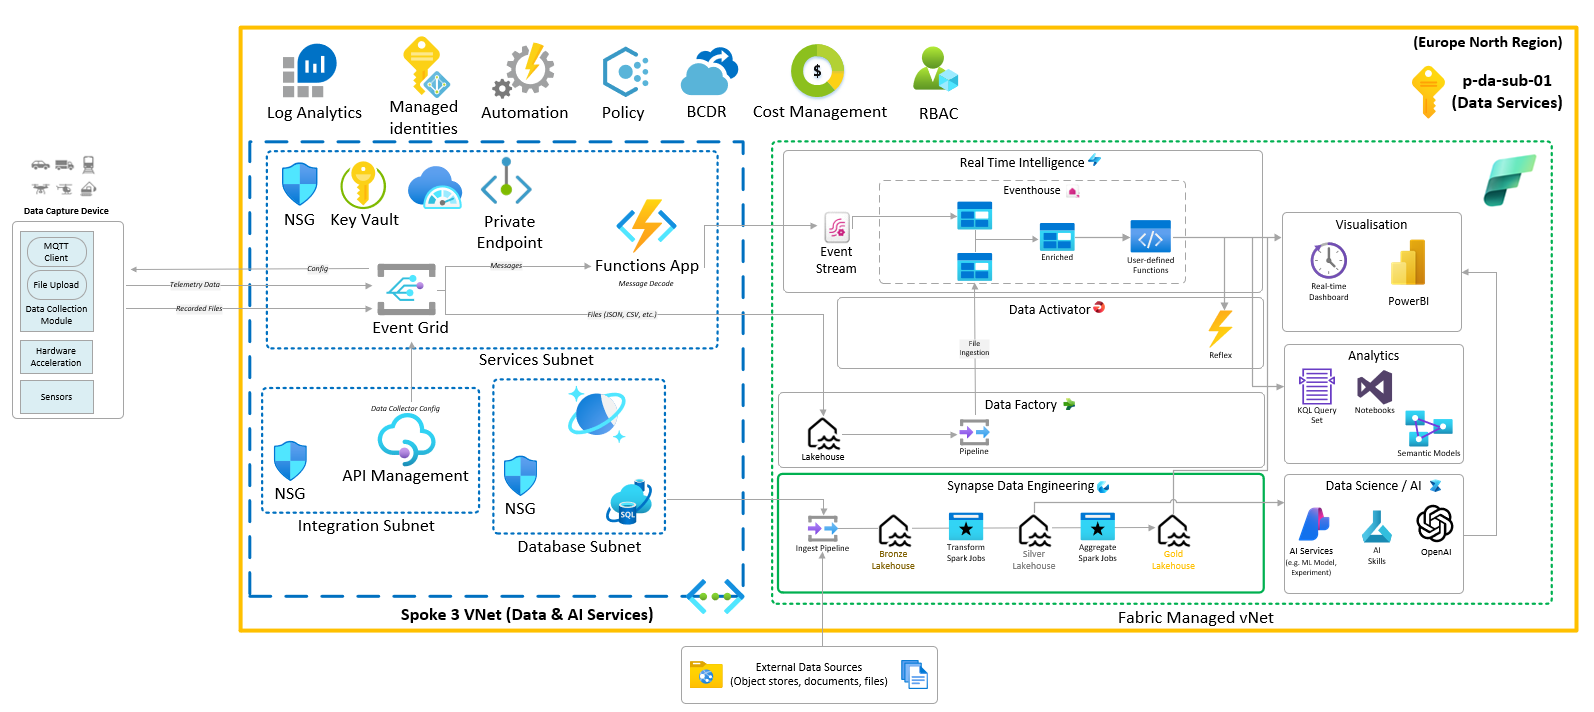 (Europe North Region)
p-da-sub-01
(Data Services)
Log Analytics
Managed
identities
Automation
Policy
BCDR
Cost Management
$
RBAC
Data Capture Device
MQTT
Client
File Upload
Data Collection
Module
Hardware
Acceleration
Sensors
Config
Telemetry Data
Recorded Files
NSG
Key Vault
Private
Endpoint
Functions App
Message Decode
Messages
Event Grid
Files (JSON, CSV, etc.)
Services Subnet
Data Collector Config
API Management
NSG
Integration Subnet
NSG
SQL
Database Subnet
Spoke 3 VNet (Data & AI Services)
Real Time Intelligence
Eventhouse
Event
Stream
Enriched
User-defined
Functions
Data Activator
File
Ingestion
Reflex
Data Factory
Lakehouse
Pipeline
Synapse Data Engineering
Ingest Pipeline
Bronze
Lakehouse
Transform
Spark Jobs
Silver
Lakehouse
Aggregate
Spark Jobs
Gold
Lakehouse
Visualisation
Real-time
Dashboard
PowerBI
Analytics
KQL Query
Set
Notebooks
Semantic Models
Data Science / AI
AI Services
(e.g. ML Model,
Experiment)
AI
Skills
OpenAI
Fabric Managed vNet
External Data Sources
(Object stores, documents, files)